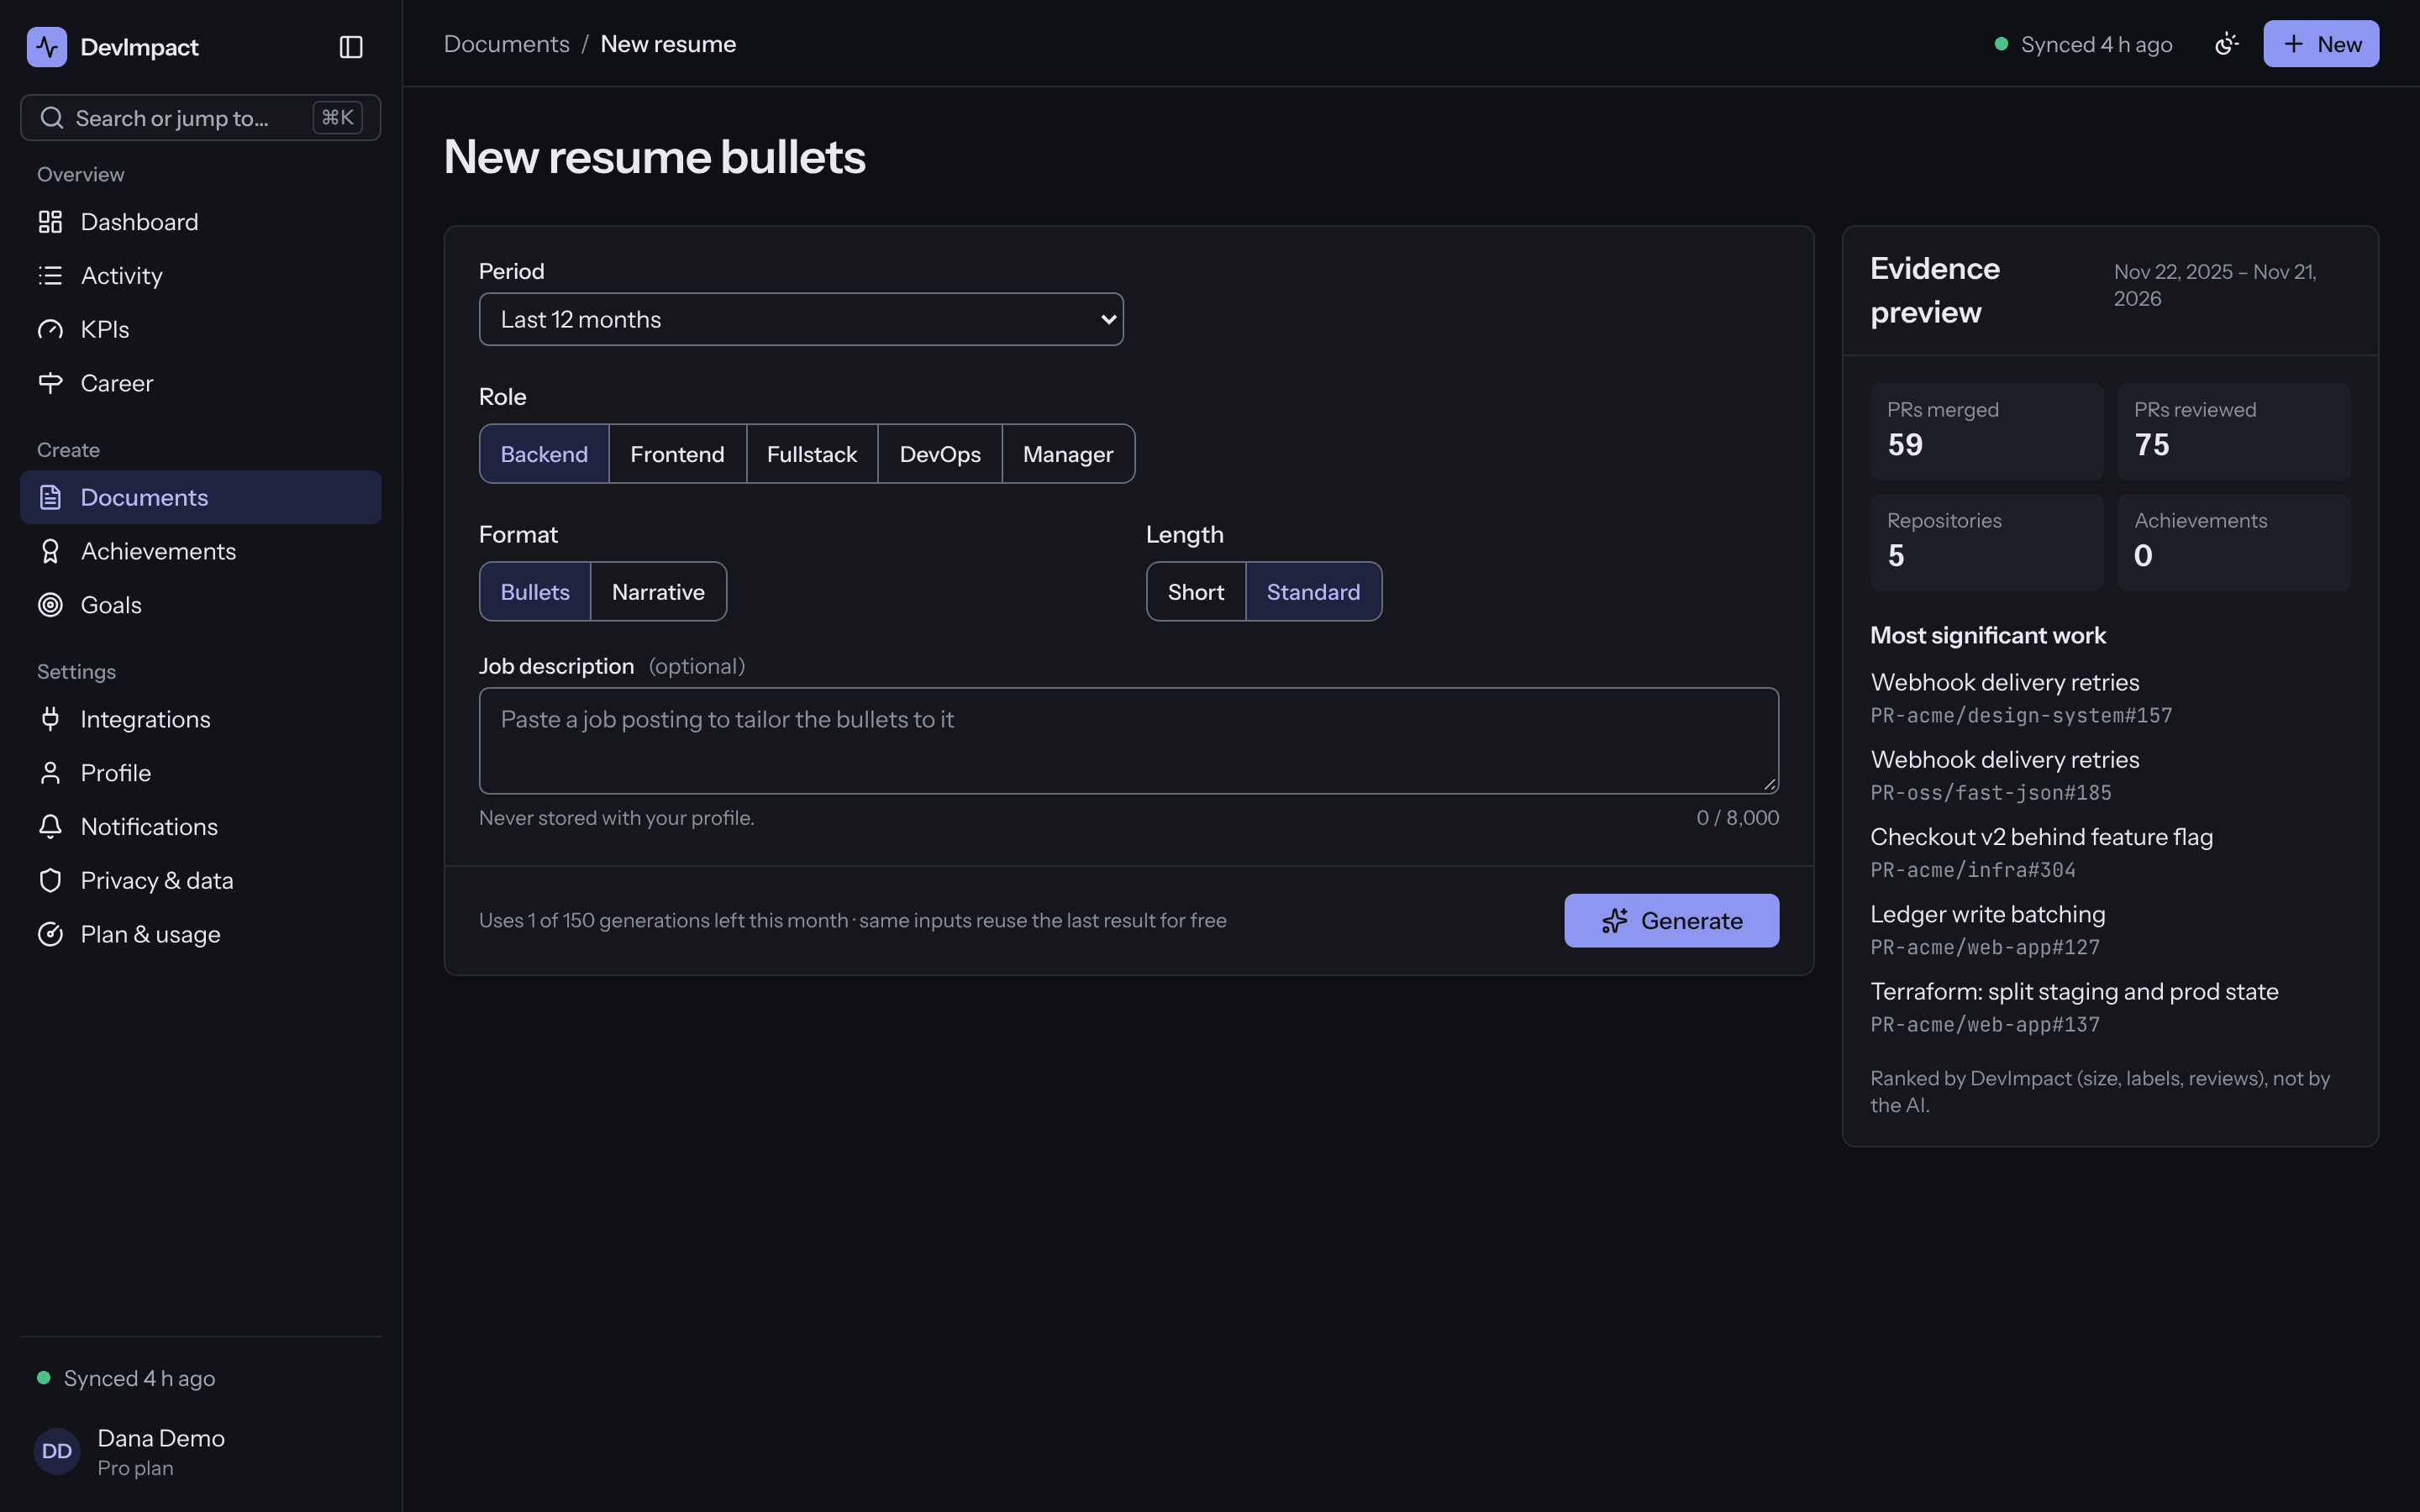 DevImpact
Search or jump to...
⌘K
Overview
Dashboard
Activity
KPIs
Career
Create
Documents
Achievements
Goals
Settings
Integrations
Profile
Notifications
Privacy & data
Plan & usage
Synced 4 h ago
DD
Dana Demo
Pro plan
Documents / New resume
Synced 4 h ago
New
New resume bullets
Period
Last 12 months
Role
Backend
Frontend
Fullstack
DevOps
Manager
Format
Length
Bullets
Narrative
Short
Standard
Job description (optional)
Paste a job posting to tailor the bullets to it
Never stored with your profile.
0 / 8,000
Uses 1 of 150 generations left this month · same inputs reuse the last result for free
Generate
Evidence
preview
Nov 22, 2025 – Nov 21,
2026
PRs merged
59
PRs reviewed
75
Repositories
5
Achievements
0
Most significant work
Webhook delivery retries
PR-acme/design-system#157
Webhook delivery retries
PR-oss/fast-json#185
Checkout v2 behind feature flag
PR-acme/infra#304
Ledger write batching
PR-acme/web-app#127
Terraform: split staging and prod state
PR-acme/web-app#137
Ranked by DevImpact (size, labels, reviews), not by
the AI.